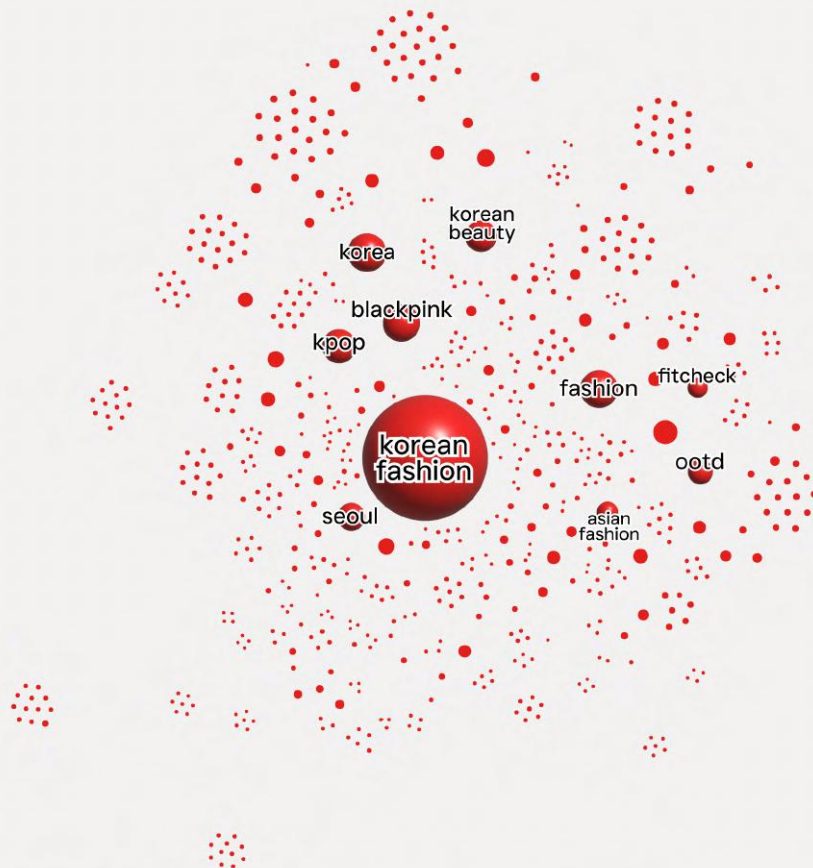 korean
beauty
korea
blackpink
kpop
fitcheck
fashion
korean
fashion
ootd
seoul
asian
fashion